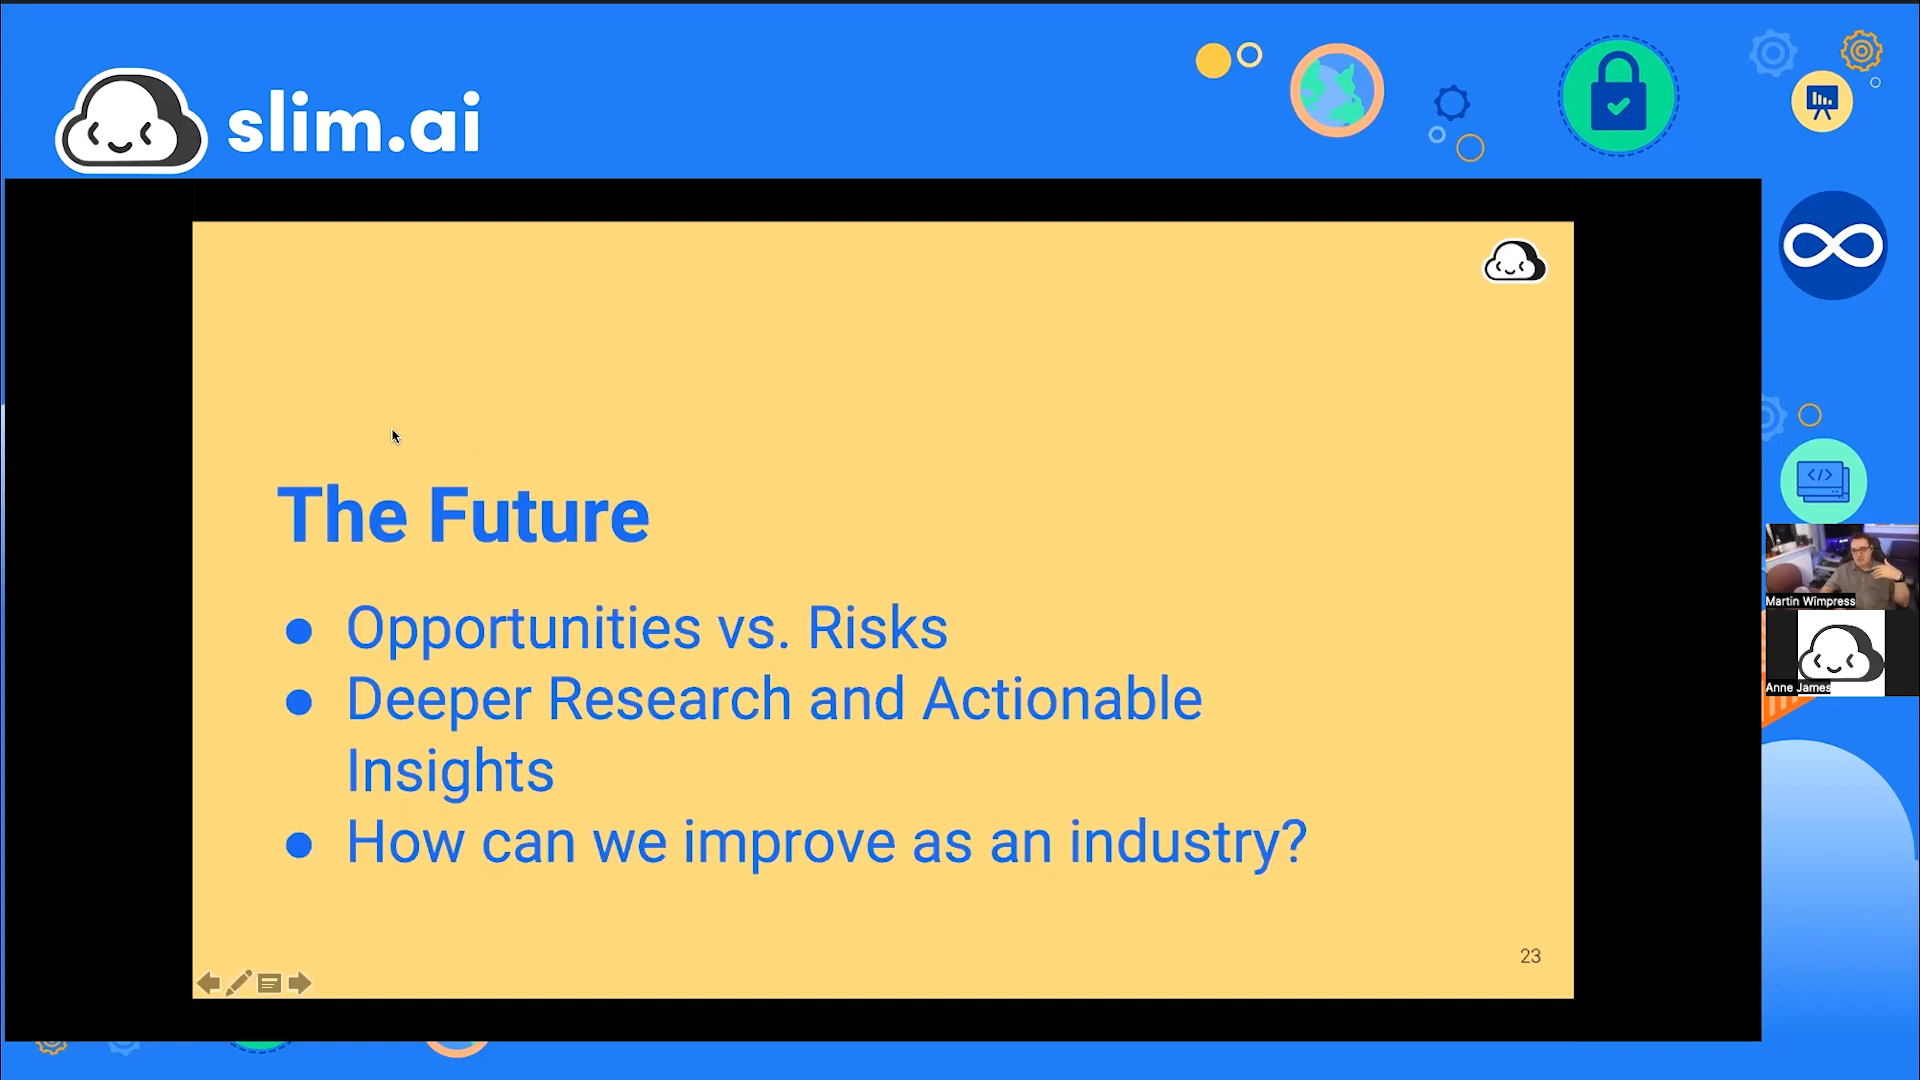 slim.ai
The Future
● Opportunities vs. Risks
● Deeper Research and Actionable
Insights
● How can we improve as an industry?
23
</>
Martin Wimpress
Anne James